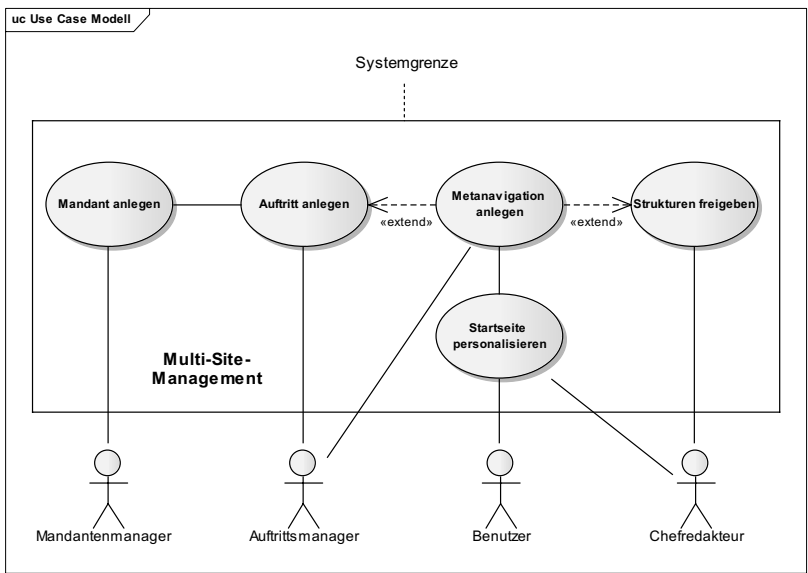 uc Use Case Modell
Systemgrenze
Mandant anlegen
Auftritt anlegen
Metanavigation
anlegen
Strukturen freigeben
«extend»
«extend»
Startseite
personalisieren
Multi-Site-
Management
Mandantenmanager
Auftrittsmanager
Benutzer
Chefredakteur